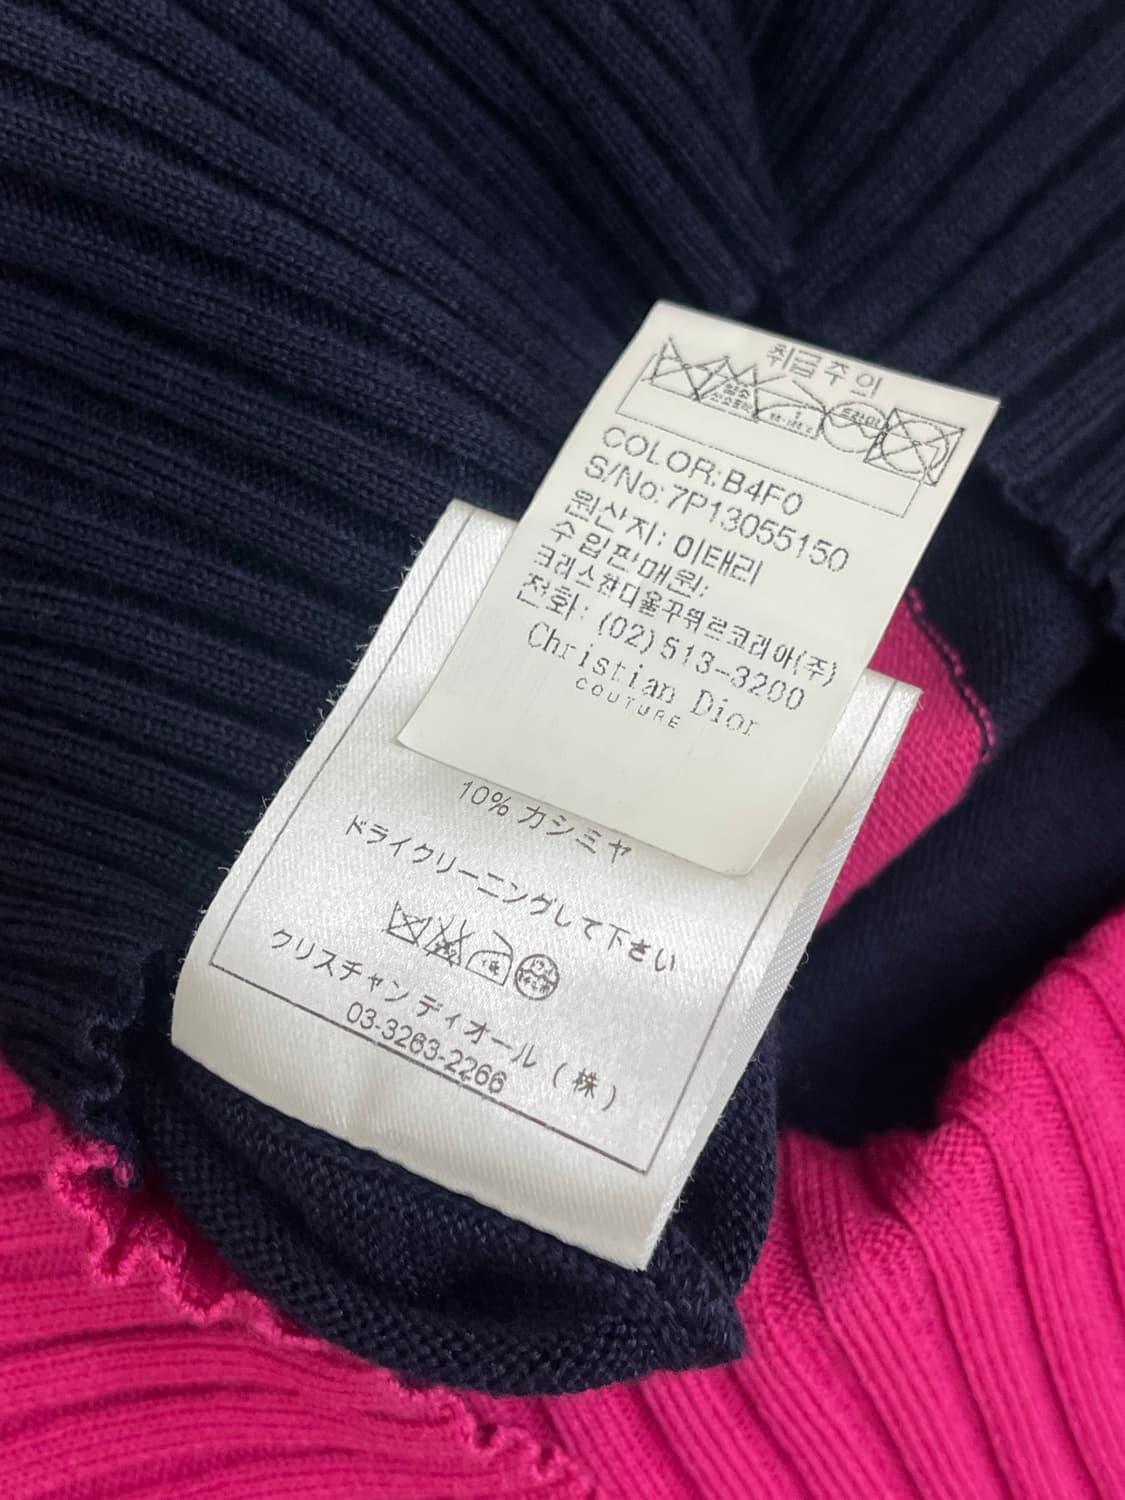 취급주의
드라이
COLOR:B4F0
S/No:7P13055150
원산지: 이태리
수입판매원:
크리스챤디올꾸뛰르코리아(주)
전화: (02)513-3200
Christian Dior
COUTURE
10% カシミヤ
ドライクリーニングして下さい
クリスチャン ディオール (株)
03-3263-2266